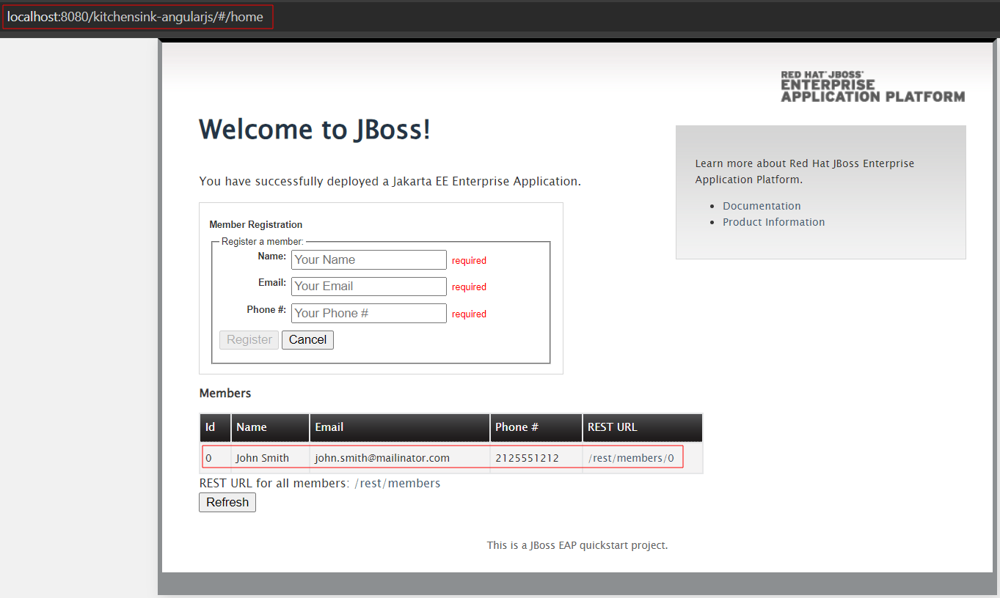 localhost:8080/kitchensink-angularjs/#/home
RED HAT® JBOSS®
ENTERPRISE
APPLICATION PLATFORM
Welcome to JBoss!
You have successfully deployed a Jakarta EE Enterprise Application.
Learn more about Red Hat JBoss Enterprise
Application Platform.
• Documentation
• Product Information
Member Registration
Register a member:
Name: Your Name required
Email: Your Email required
Phone #: Your Phone # required
Register Cancel
Members
Id Name Email Phone # REST URL
0 John Smith john.smith@mailinator.com 2125551212 /rest/members/0
REST URL for all members: /rest/members
Refresh
This is a JBoss EAP quickstart project.